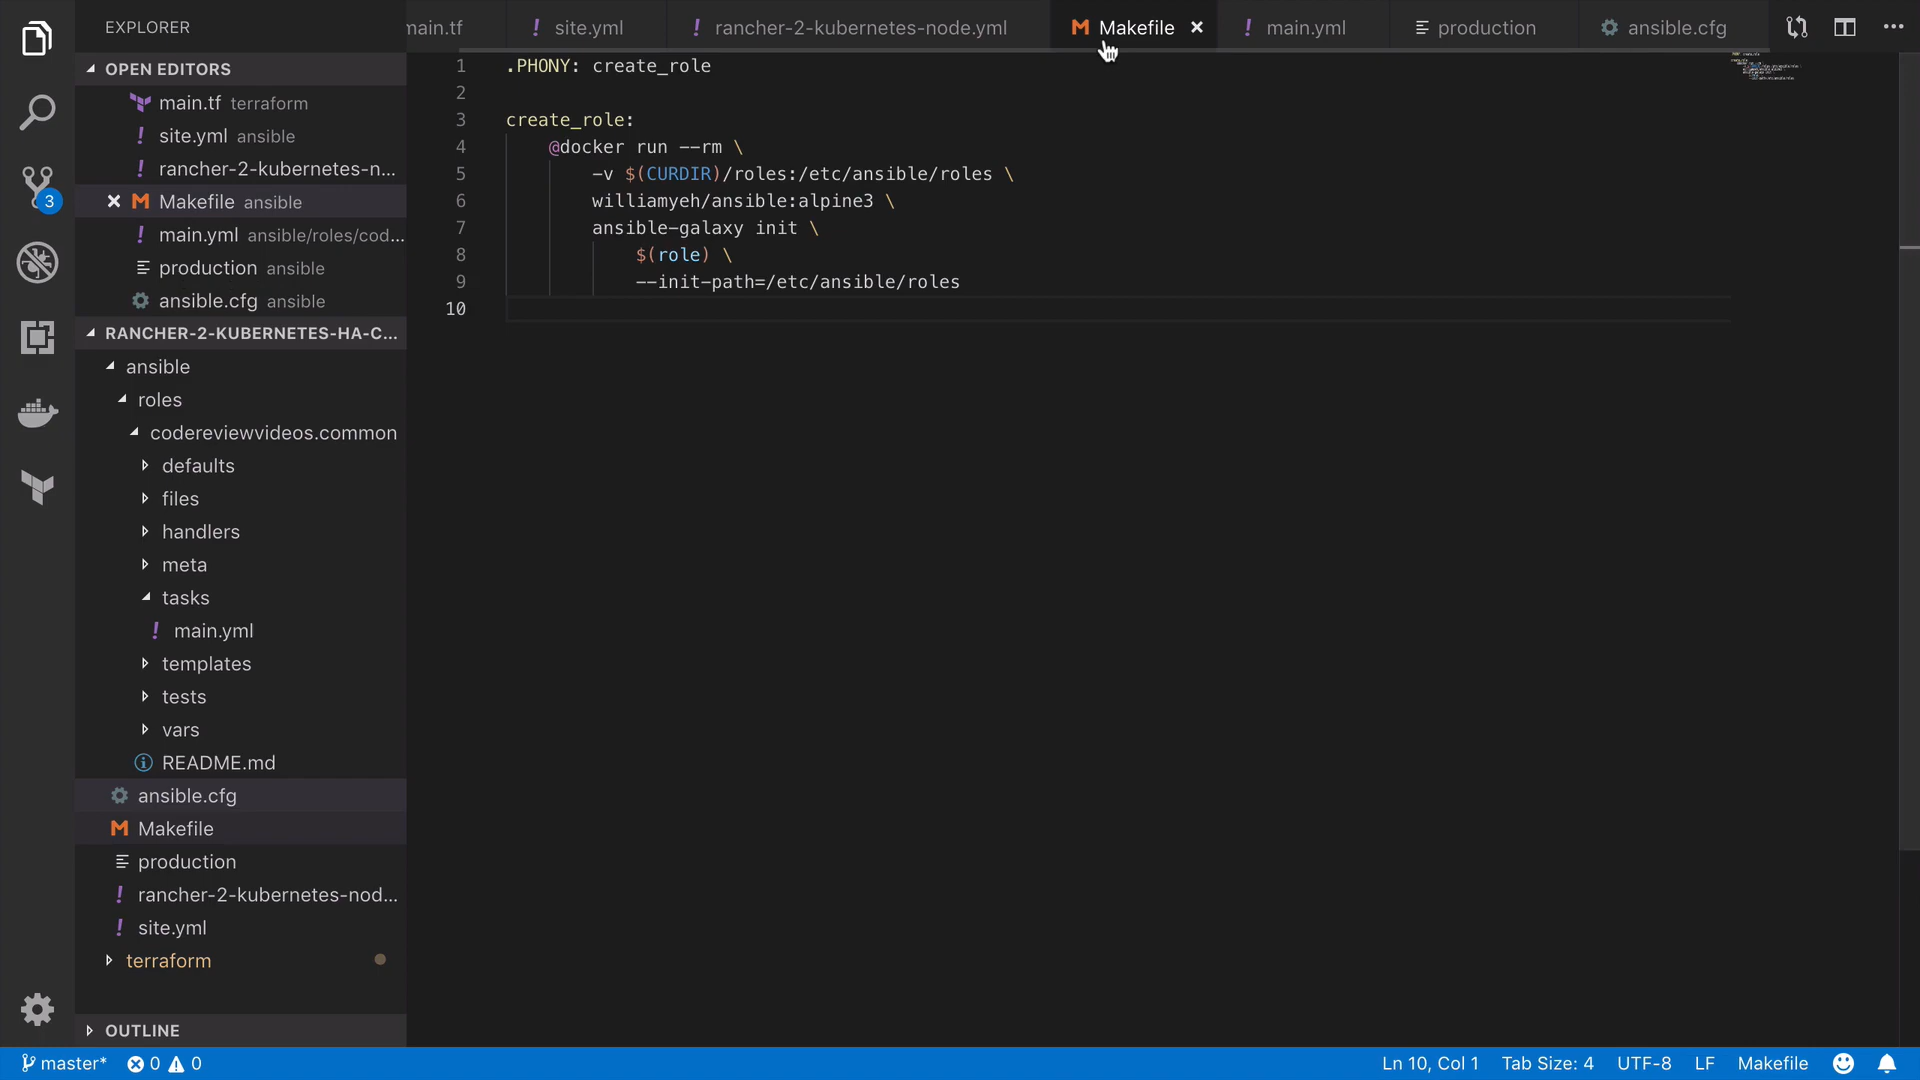 EXPLORER
OPEN EDITORS
main.tf terraform
site.yml ansible
rancher-2-kubernetes-n...
Makefile ansible
main.yml ansible/roles/cod...
production ansible
ansible.cfg ansible
RANCHER-2-KUBERNETES-HA-C...
ansible
roles
codereviewvideos.common
defaults
files
handlers
meta
tasks
main.yml
templates
tests
vars
README.md
ansible.cfg
Makefile
production
rancher-2-kubernetes-nod...
site.yml
terraform
OUTLINE
3
main.tf
site.yml
rancher-2-kubernetes-node.yml
Makefile
main.yml
production
ansible.cfg
1 .PHONY: create_role
2
3 create_role:
4 @docker run --rm \
5 -v $(CURDIR)/roles:/etc/ansible/roles \
6 williamyeh/ansible:alpine3 \
7 ansible-galaxy init \
8 $(role) \
9 --init-path=/etc/ansible/roles
10
master* 0 0 Ln 10, Col 1 Tab Size: 4 UTF-8 LF Makefile